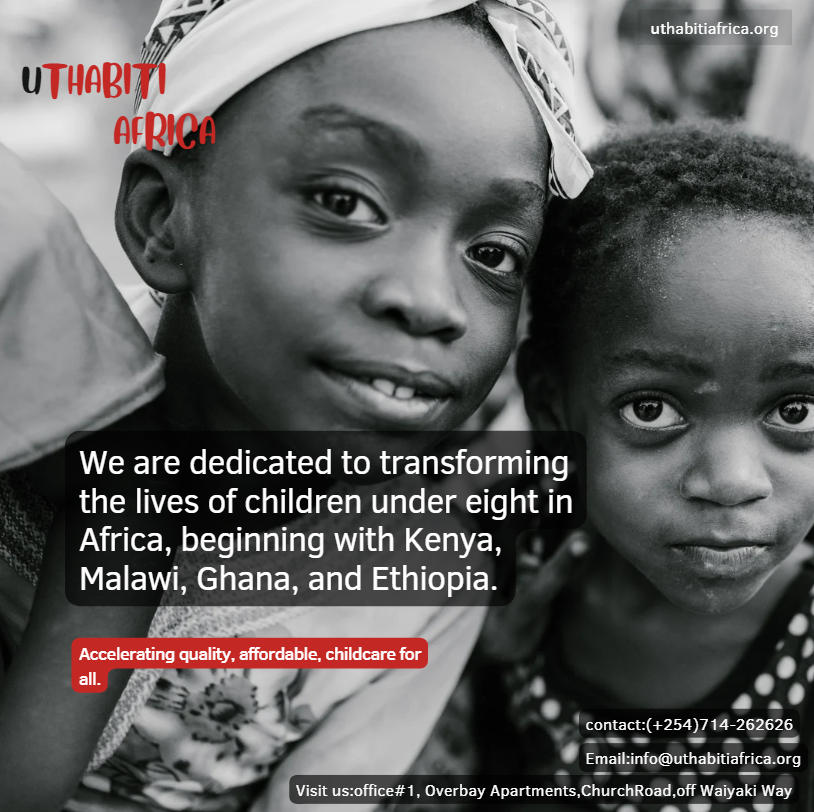 uthabitiafrica.org
uTHABITI
AFRICA
We are dedicated to transforming
the lives of children under eight in
Africa, beginning with Kenya,
Malawi, Ghana, and Ethiopia.
Accelerating quality, affordable, childcare for
all.
contact:(+254)714-262626
Email:info@uthabitiafrica.org
Visit us:office#1, Overbay Apartments,ChurchRoad,off Waiyaki Way